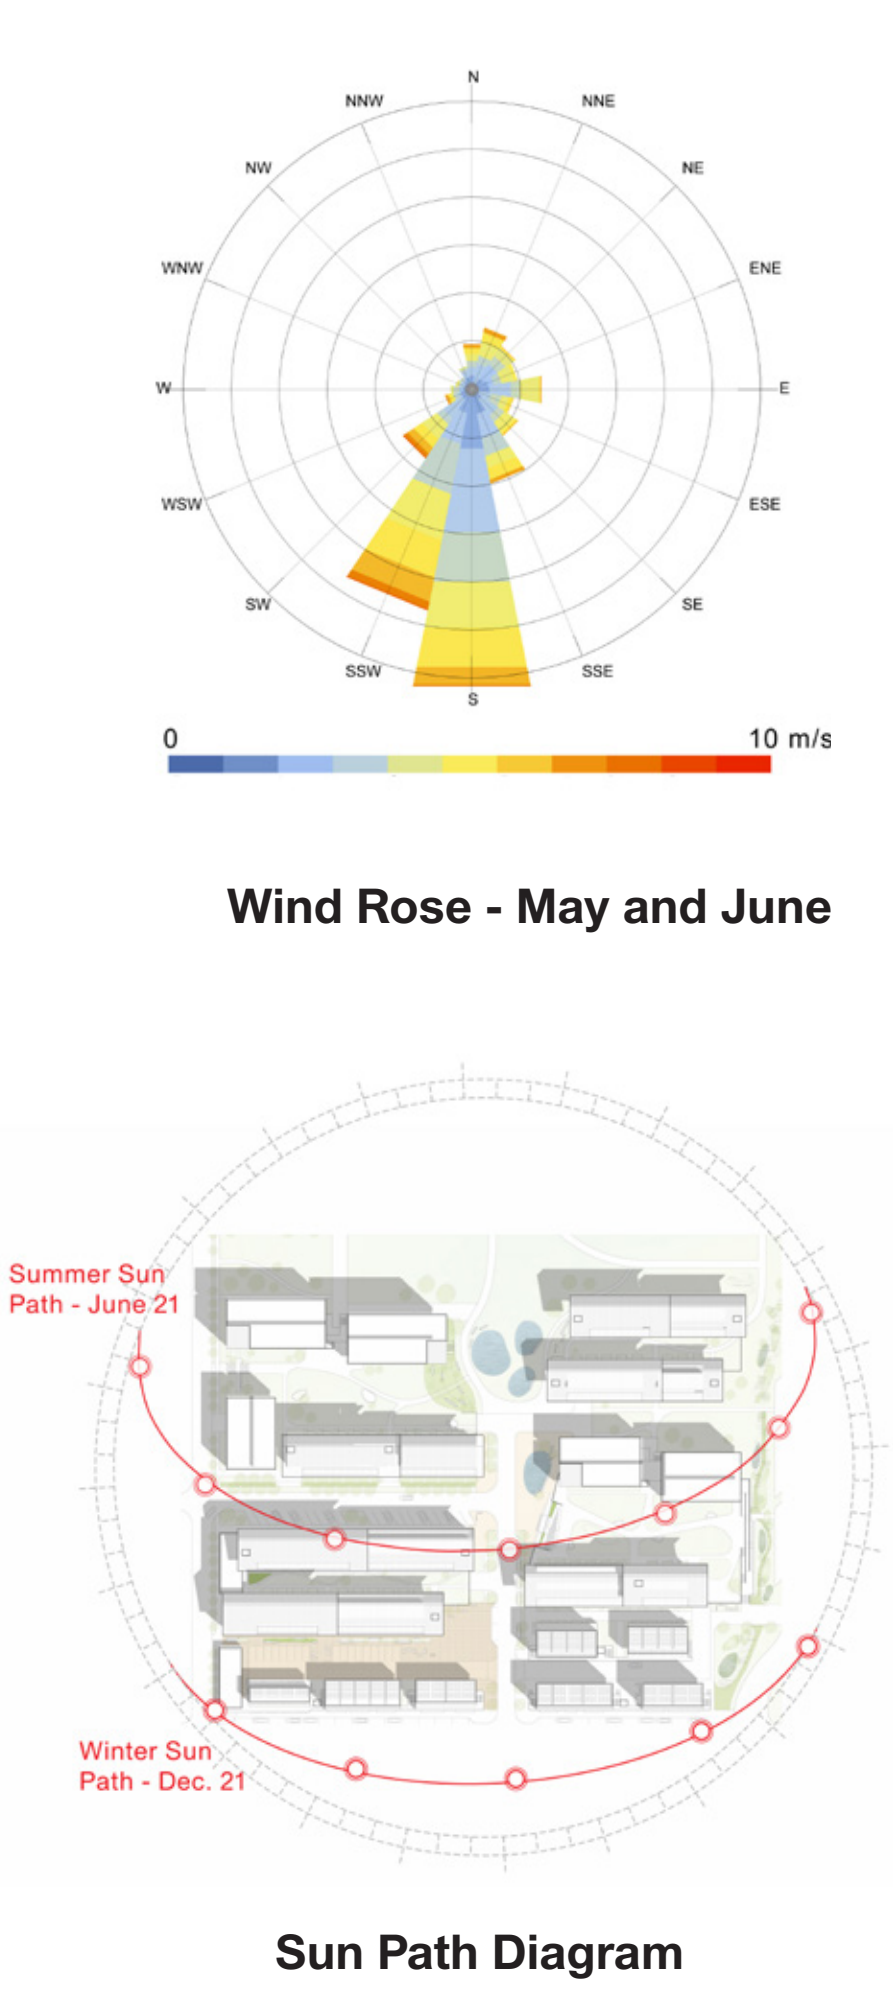 N
NNW
NNE
NW
NE
WNW
ENE
W
E
WSW
ESE
SW
SE
SSW
SSE
S
0
10 m/s
Wind Rose - May and June
Summer Sun
Path - June 21
Winter Sun
Path - Dec. 21
Sun Path Diagram